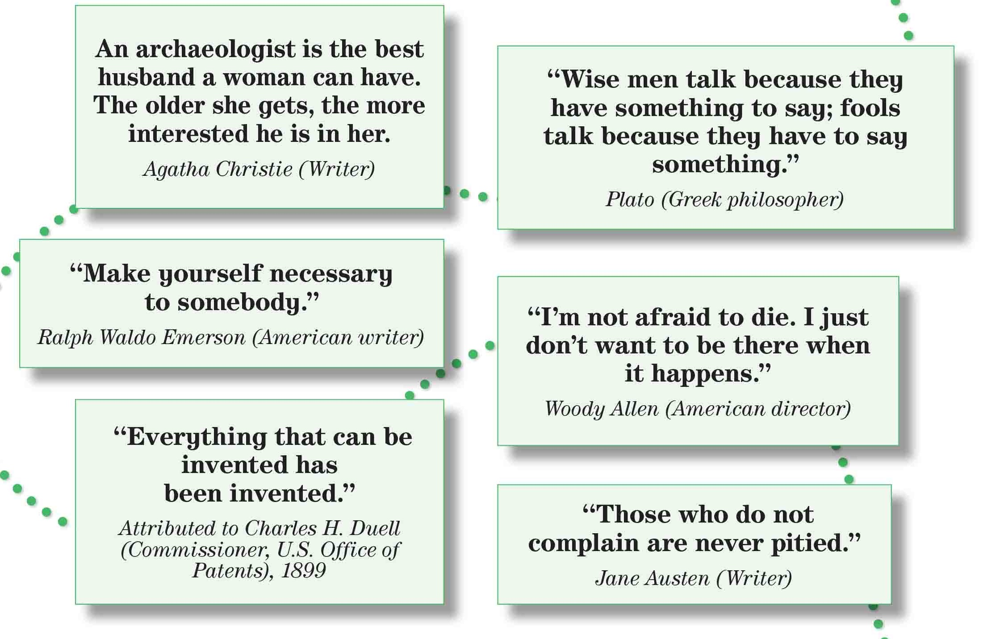 An archaeologist is the best
husband a woman can have.
The older she gets, the more
interested he is in her.
Agatha Christie (Writer)
“Wise men talk because they
have something to say; fools
talk because they have to say
something.”
Plato (Greek philosopher)
“Make yourself necessary
to somebody.”
Ralph Waldo Emerson (American writer)
“I’m not afraid to die. I just
don’t want to be there when
it happens.”
Woody Allen (American director)
“Everything that can be
invented has
been invented.”
Attributed to Charles H. Duell
(Commissioner, U.S. Office of
Patents), 1899
“Those who do not
complain are never pitied.”
Jane Austen (Writer)